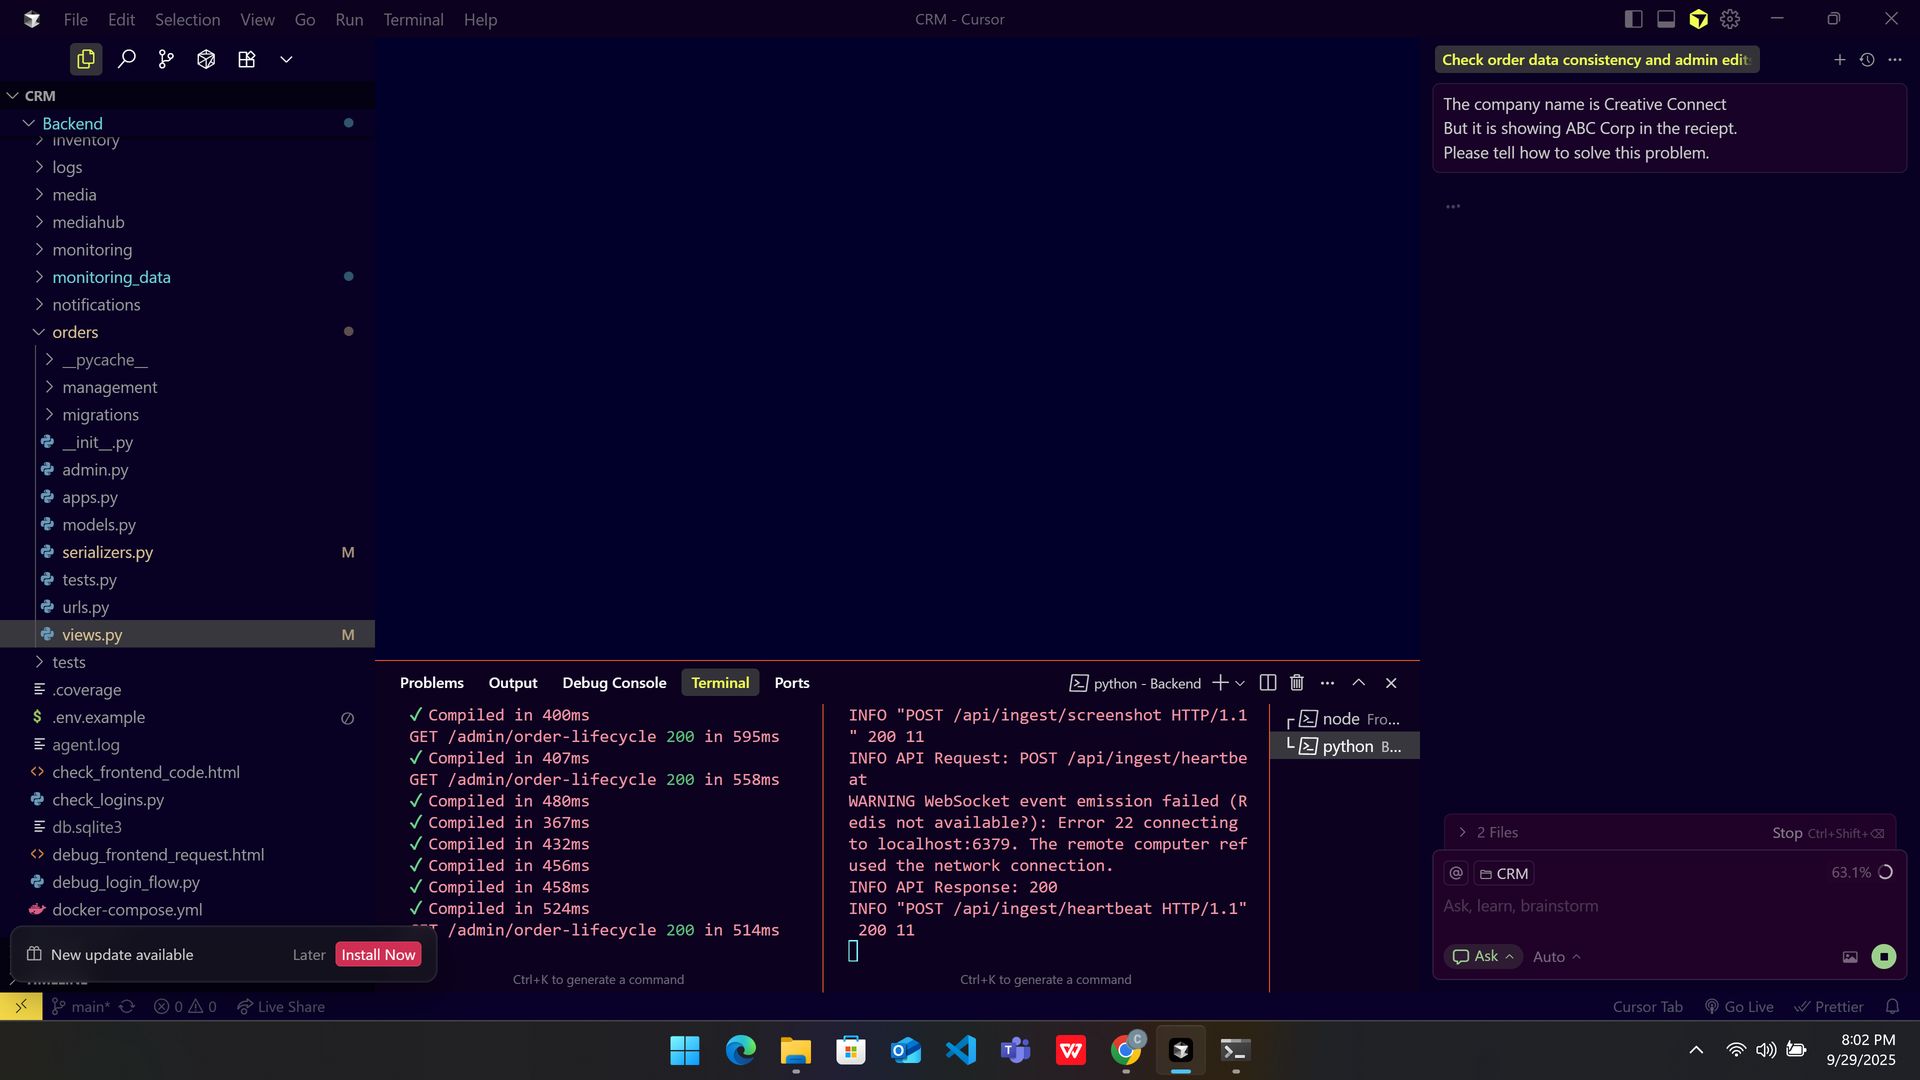 File Edit Selection View Go Run Terminal Help
CRM - Cursor
CRM
Backend
inventory
logs
media
mediahub
monitoring
monitoring_data
notifications
orders
__pycache__
management
migrations
__init__.py
admin.py
apps.py
models.py
serializers.py M
tests.py
urls.py
views.py M
tests
.coverage
$ .env.example
agent.log
<> check_frontend_code.html
check_logins.py
db.sqlite3
<> debug_frontend_request.html
debug_login_flow.py
docker-compose.yml
New update available Later Install Now
TIMELINE
Problems Output Debug Console Terminal Ports
python - Backend
✓ Compiled in 400ms
GET /admin/order-lifecycle 200 in 595ms
✓ Compiled in 407ms
GET /admin/order-lifecycle 200 in 558ms
✓ Compiled in 480ms
✓ Compiled in 367ms
✓ Compiled in 432ms
✓ Compiled in 456ms
✓ Compiled in 458ms
✓ Compiled in 524ms
GET /admin/order-lifecycle 200 in 514ms
Ctrl+K to generate a command
INFO "POST /api/ingest/screenshot HTTP/1.1
" 200 11
INFO API Request: POST /api/ingest/heartbe
at
WARNING WebSocket event emission failed (R
edis not available?): Error 22 connecting
to localhost:6379. The remote computer ref
used the network connection.
INFO API Response: 200
INFO "POST /api/ingest/heartbeat HTTP/1.1"
200 11
Ctrl+K to generate a command
node Fro...
python B...
Check order data consistency and admin edit
The company name is Creative Connect
But it is showing ABC Corp in the reciept.
Please tell how to solve this problem.
...
2 Files Stop Ctrl+Shift+⌫
@ CRM 63.1%
Ask, learn, brainstorm
Ask Auto
main* 0 0 Live Share
Cursor Tab Go Live Prettier
C
8:02 PM
9/29/2025